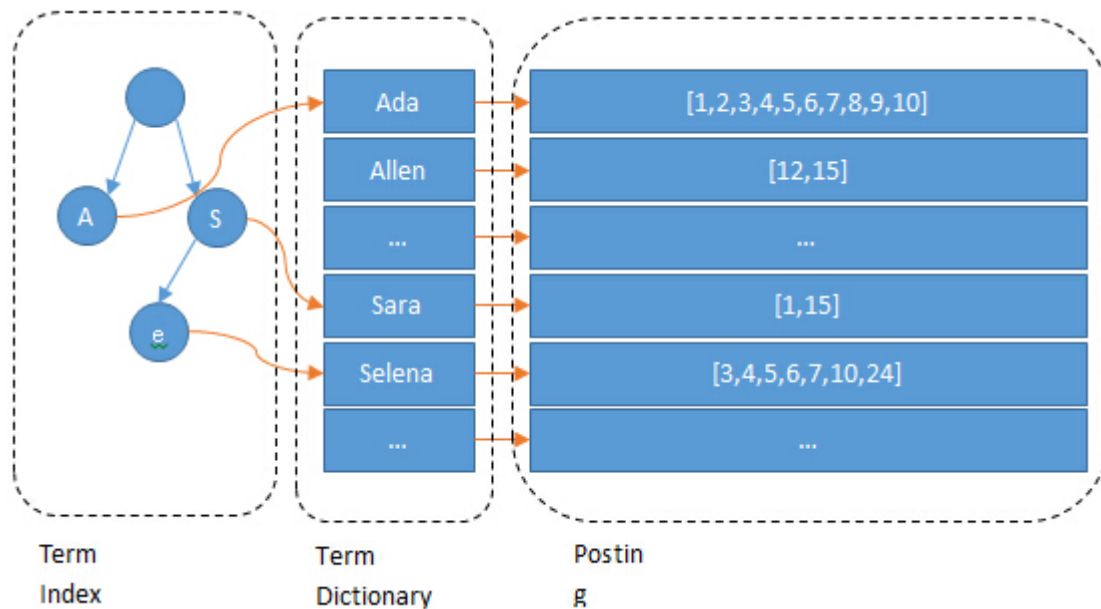 Ada
[1,2,3,4,5,6,7,8,9,10]
Allen
[12,15]
A
S
...
...
Sara
[1,15]
e
Selena
[3,4,5,6,7,10,24]
...
...
Term
Index
Term
Dictionary
Postin
g